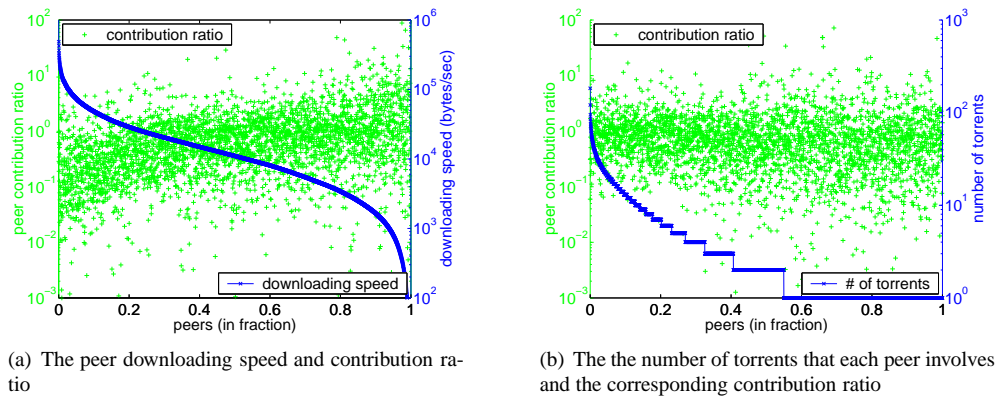 10^2
10^1
10^0
10^-1
10^-2
10^-3
peer contribution ratio
contribution ratio
downloading speed
0
0.2
0.4
0.6
0.8
1
peers (in fraction)
10^6
10^5
10^4
10^3
10^2
downloading speed (bytes/sec)
(a) The peer downloading speed and contribution ra-
tio
10^2
10^1
10^0
10^-1
10^-2
10^-3
peer contribution ratio
contribution ratio
# of torrents
0
0.2
0.4
0.6
0.8
1
peers (in fraction)
10^3
10^2
10^1
10^0
number of torrents
(b) The the number of torrents that each peer involves
and the corresponding contribution ratio